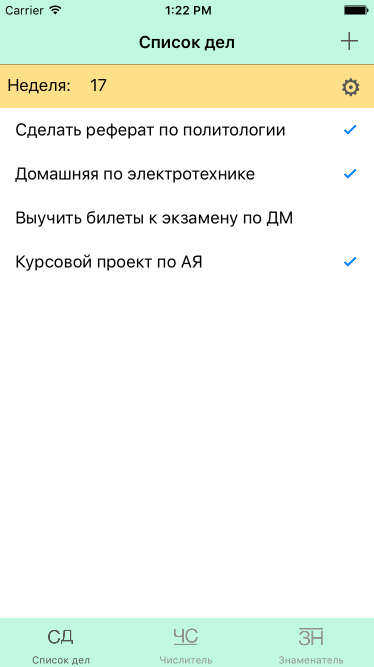 Carrier 1:22 PM
Список дел
Неделя: 17
Сделать реферат по политологии
Домашняя по электротехнике
Выучить билеты к экзамену по ДМ
Курсовой проект по АЯ
СД ЧС ЗН
Список дел Числитель Знаменатель